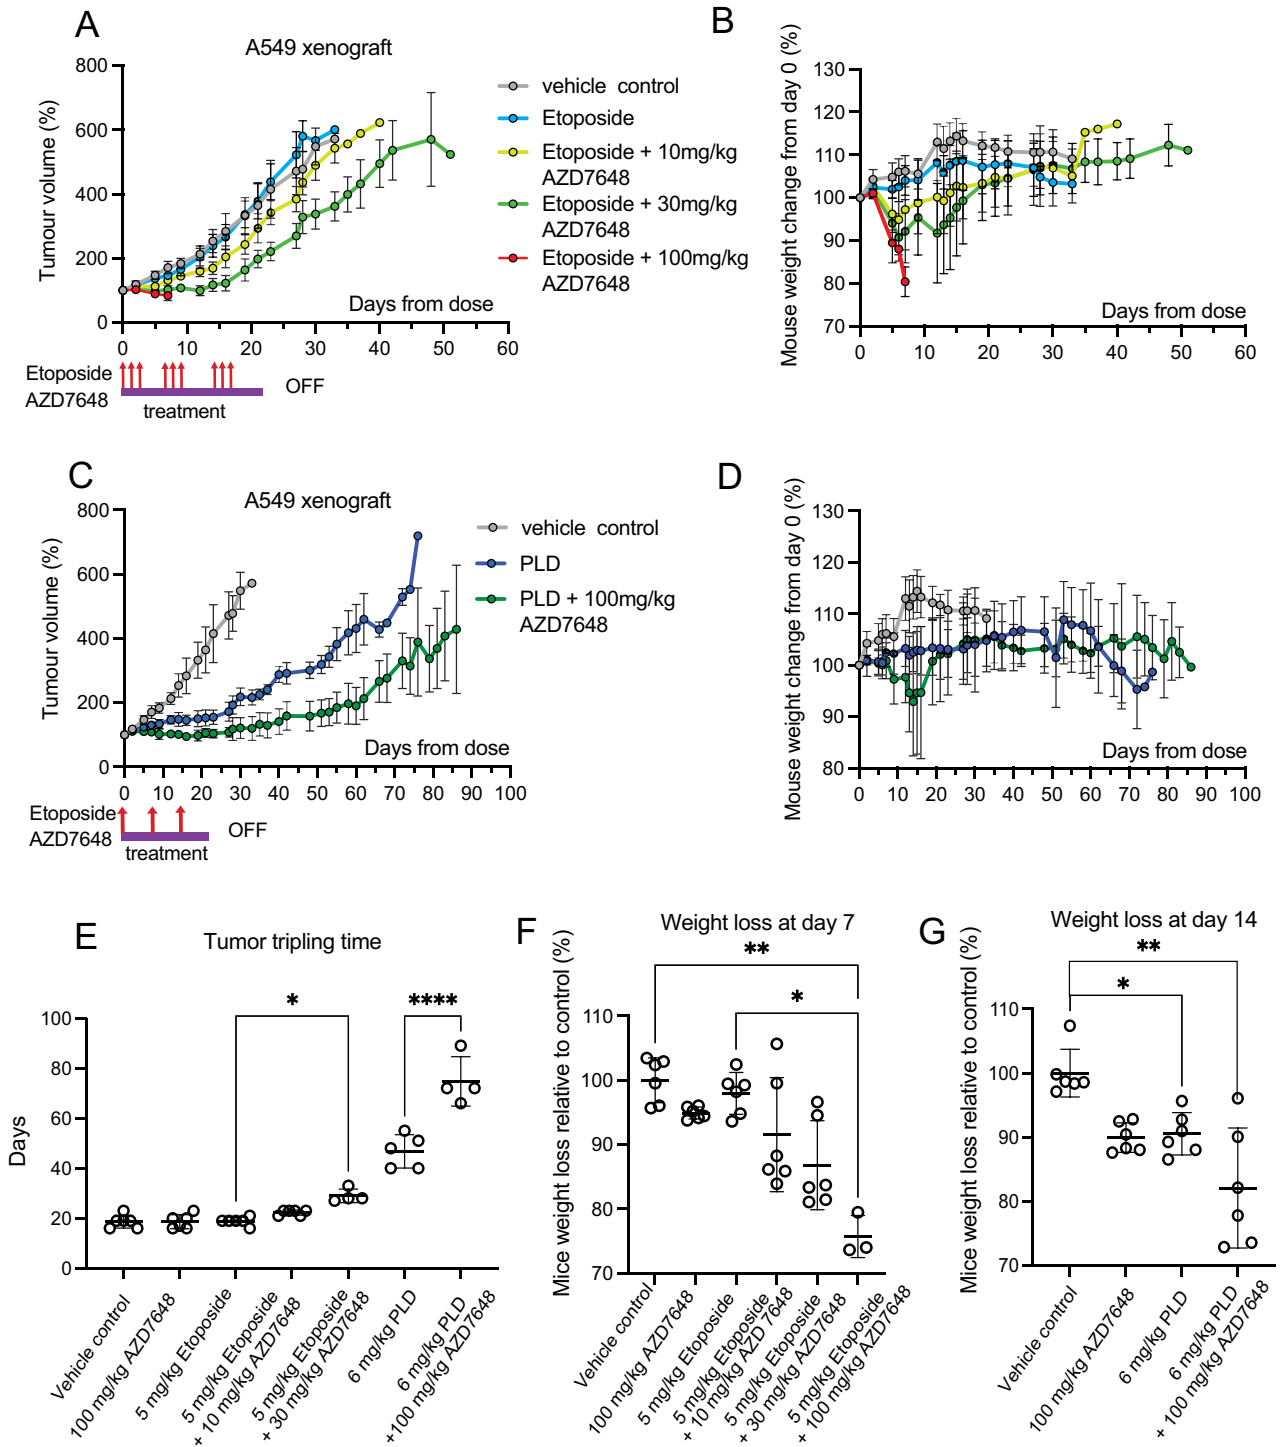 A
A549 xenograft
Tumour volume (%)
800
600
400
200
0
0 10 20 30 40 50 60
Days from dose
vehicle control
Etoposide
Etoposide + 10mg/kg
AZD7648
Etoposide + 30mg/kg
AZD7648
Etoposide + 100mg/kg
AZD7648
Etoposide
AZD7648
treatment
OFF
B
Mouse weight change from day 0 (%)
130
120
110
100
90
80
70
0 10 20 30 40 50 60
Days from dose
C
A549 xenograft
Tumour volume (%)
800
600
400
200
0
0 10 20 30 40 50 60 70 80 90 100
Days from dose
vehicle control
PLD
PLD + 100mg/kg
AZD7648
Etoposide
AZD7648
treatment
OFF
D
Mouse weight change from day 0 (%)
130
120
110
100
90
80
0 10 20 30 40 50 60 70 80 90 100
Days from dose
E
Tumor tripling time
Days
100
80
60
40
20
0
*
****
Vehicle control
100 mg/kg AZD7648
5 mg/kg Etoposide
5 mg/kg Etoposide
+ 10 mg/kg AZD7648
5 mg/kg Etoposide
+ 30 mg/kg AZD7648
6 mg/kg PLD
6 mg/kg PLD
+100 mg/kg AZD7648
F
Weight loss at day 7
Mice weight loss relative to control (%)
110
100
90
80
70
**
*
Vehicle control
100 mg/kg AZD7648
5 mg/kg Etoposide
5 mg/kg Etoposide
+ 10 mg/kg AZD 7648
5 mg/kg Etoposide
+ 30 mg/kg AZD7648
5 mg/kg Etoposide
+ 100 mg/kg AZD7648
G
Weight loss at day 14
Mice weight loss relative to control (%)
110
100
90
80
70
**
*
Vehicle control
100 mg/kg AZD7648
6 mg/kg PLD
6 mg/kg PLD
+ 100 mg/kg AZD7648